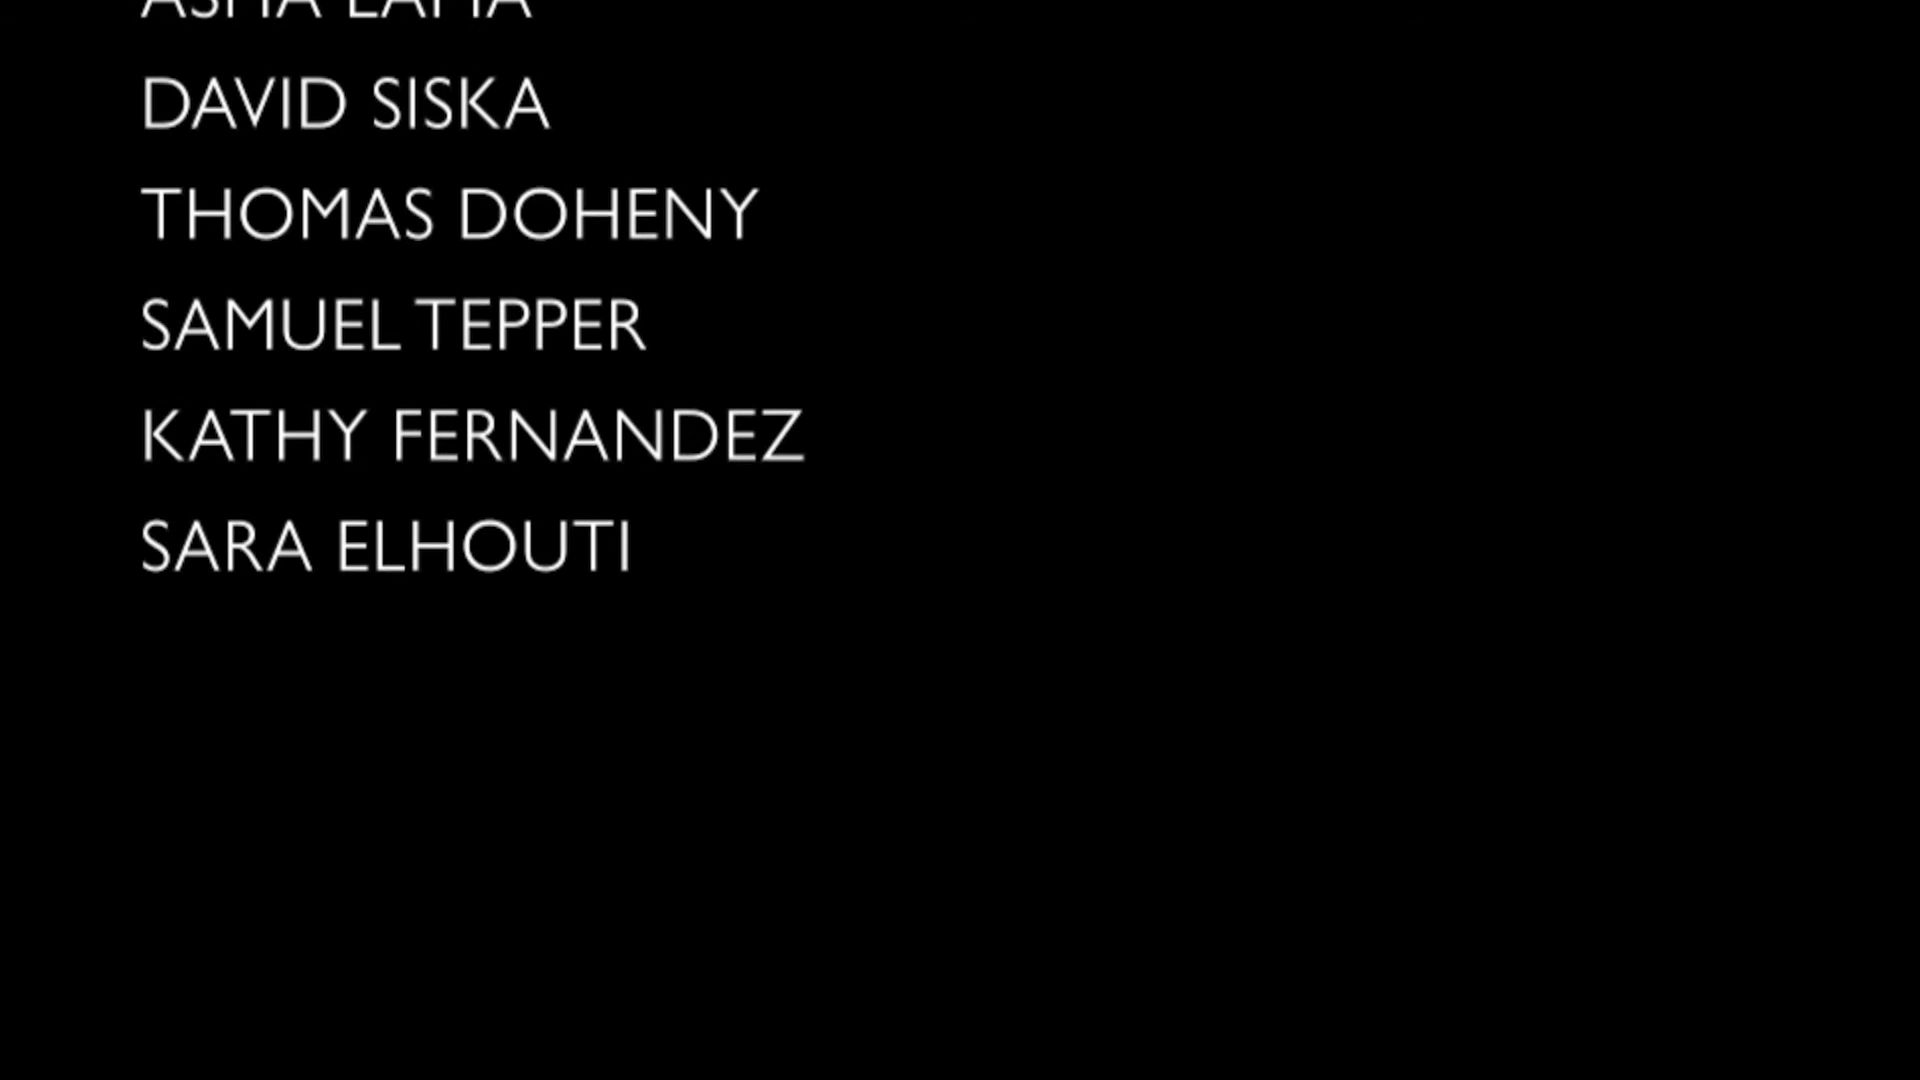 DAVID SISKA
THOMAS DOHENY
SAMUEL TEPPER
KATHY FERNANDEZ
SARA ELHOUTI